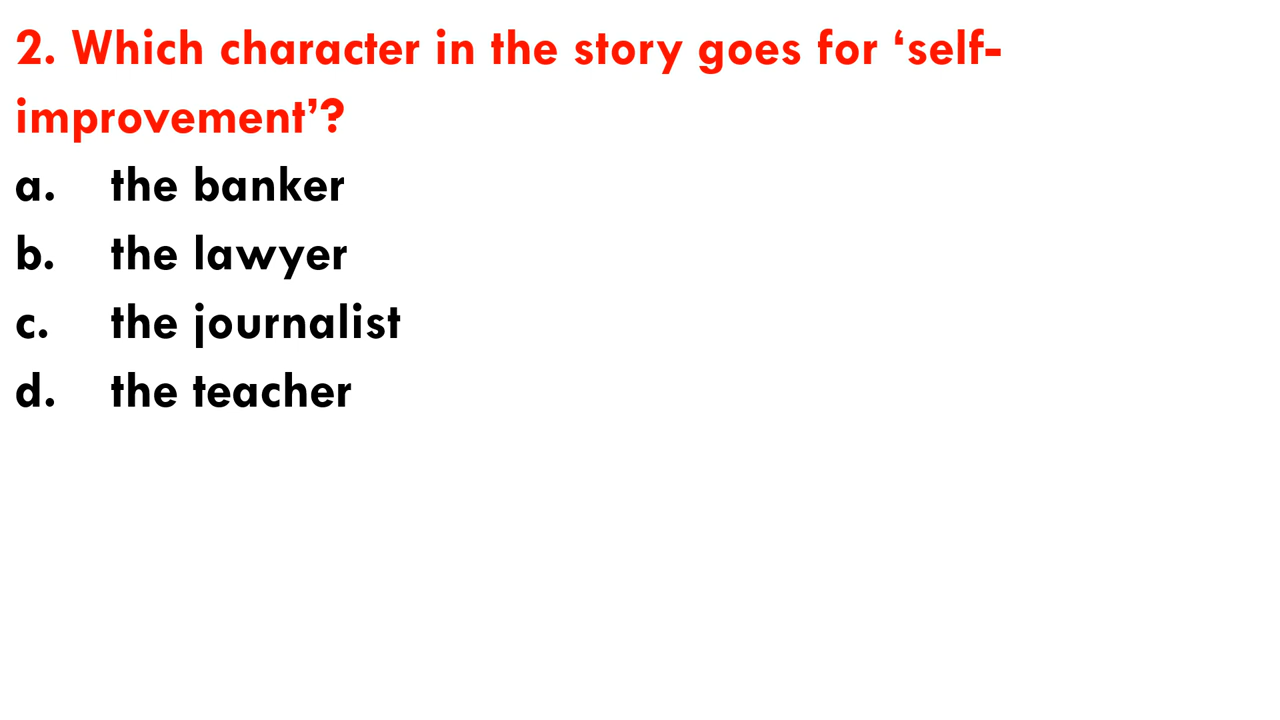 2. Which character in the story goes for ‘self-
improvement’?
a. the banker
b. the lawyer
c. the journalist
d. the teacher